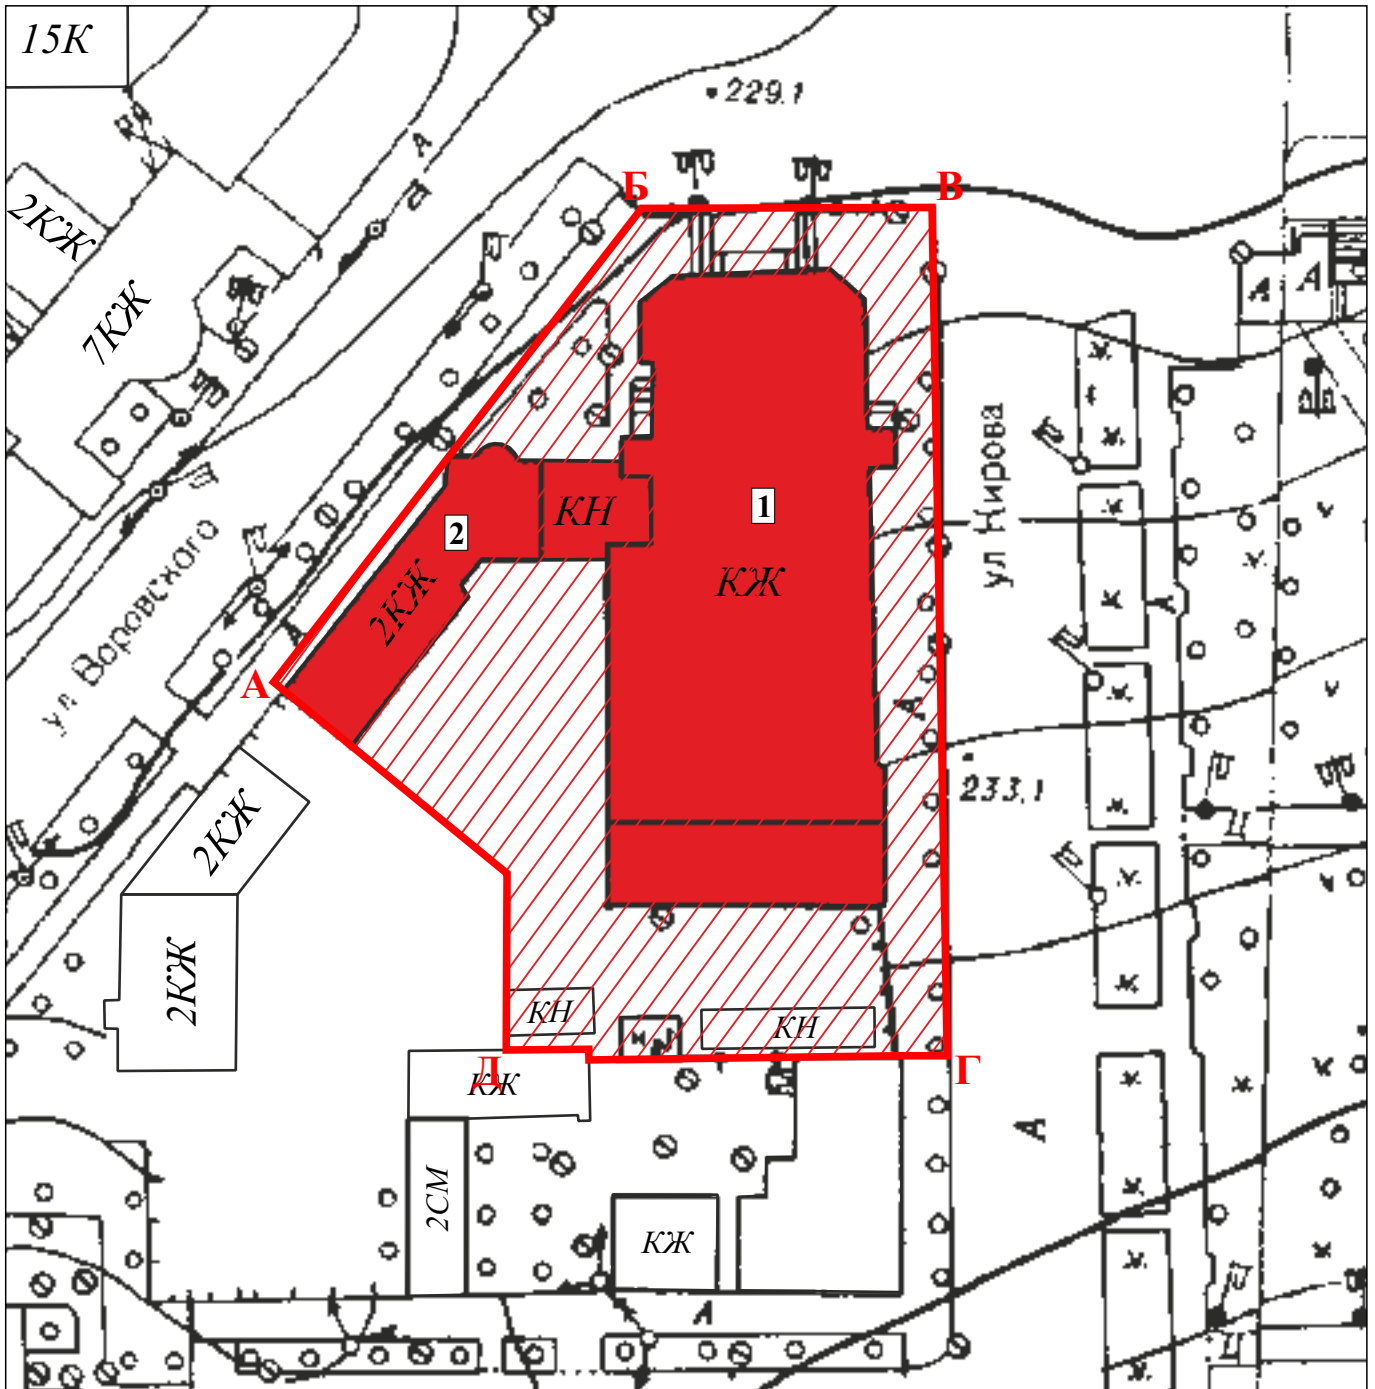 15К
229.1
А
Б
В
2КЖ
7КЖ
А
А
КН
1
2
2КЖ
КЖ
ул Кирова
ул Воровского
А
А
А
А
233,1
2КЖ
Ц
2КЖ
КН
КН
Д
Г
КЖ
А
2СМ
КЖ
А
Ц